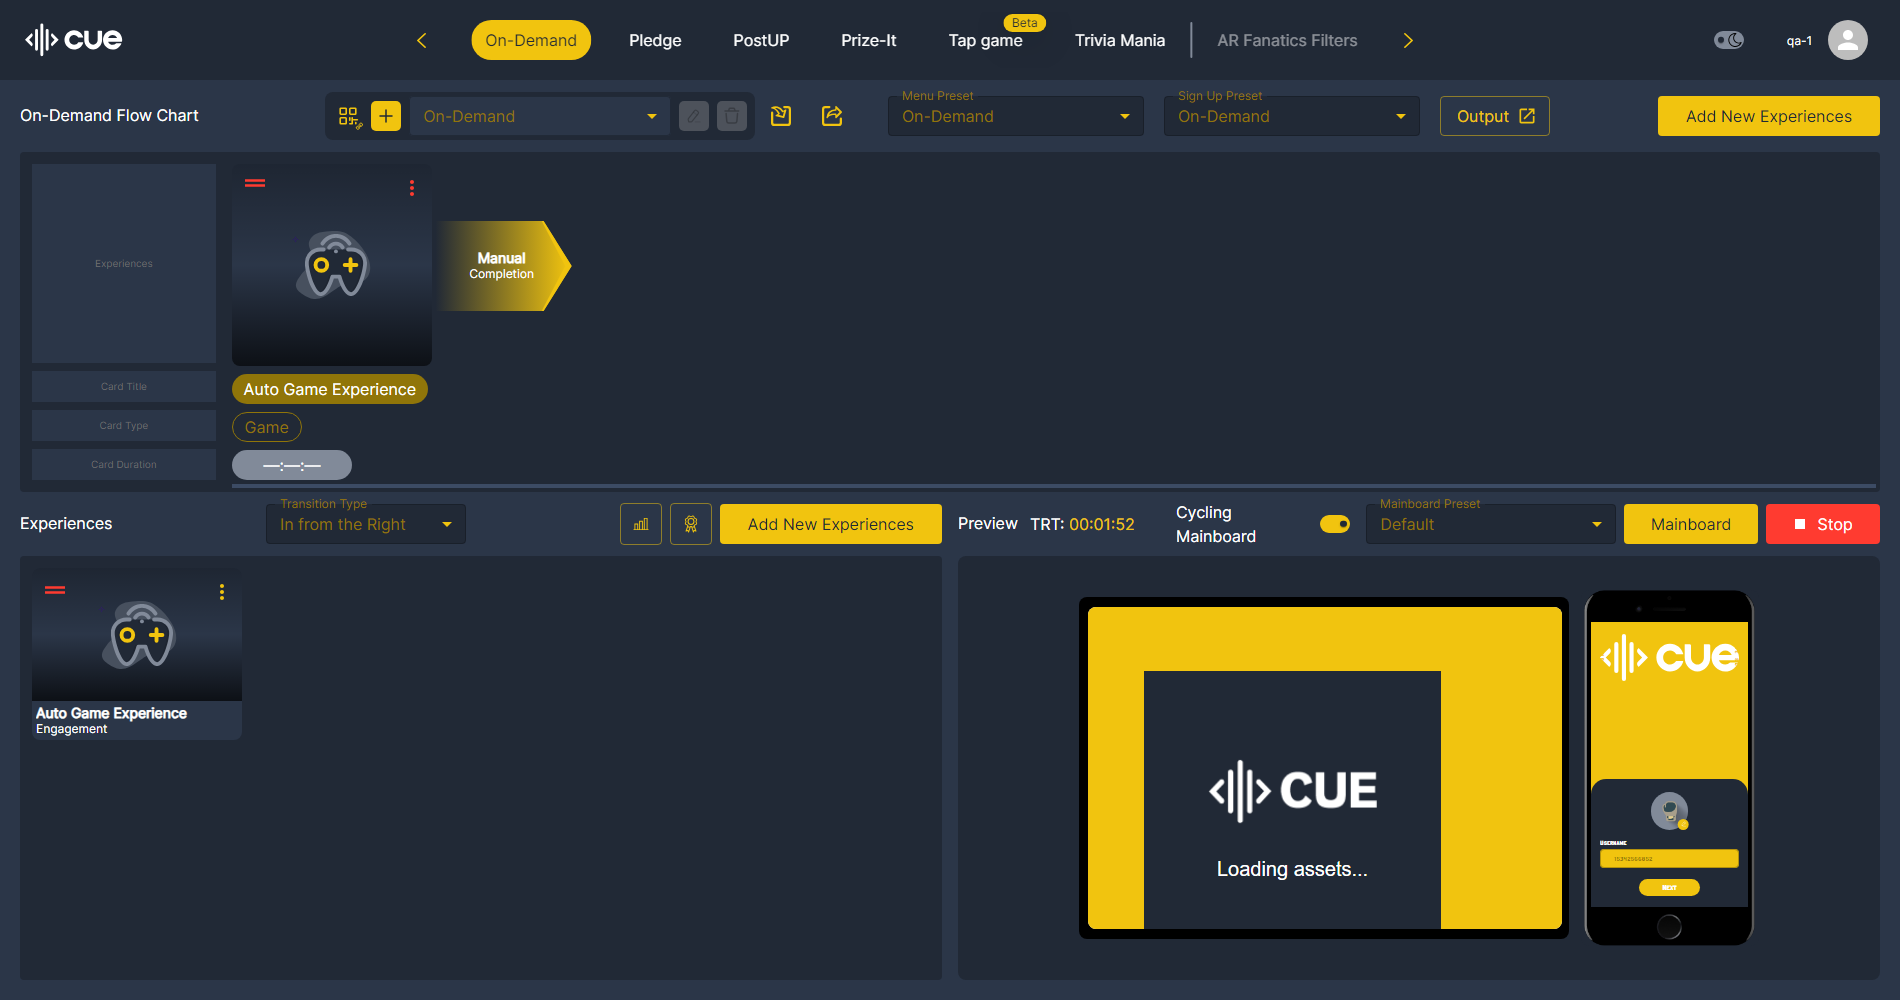 cue
On-Demand
Pledge
PostUP
Prize-It
Tap game
Beta
Trivia Mania
AR Fanatics Filters
qa-1
On-Demand Flow Chart
On-Demand
Menu Preset
On-Demand
Sign Up Preset
On-Demand
Output
Add New Experiences
Experiences
Card Title
Card Type
Card Duration
Manual
Completion
Auto Game Experience
Game
—:—:—
Experiences
Transition Type
In from the Right
Add New Experiences
Preview
TRT: 00:01:52
Cycling
Mainboard
Mainboard Preset
Default
Mainboard
Stop
Auto Game Experience
Engagement
CUE
Loading assets...
cue
USERNAME
NEXT